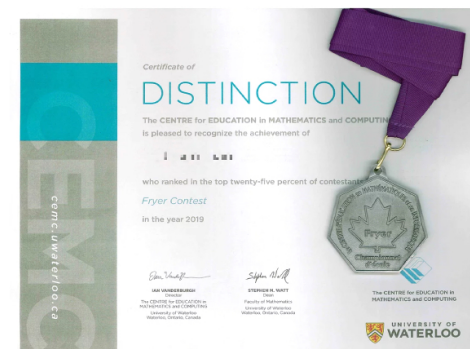 Certificate of
DISTINCTION
The CENTRE for EDUCATION in MATHEMATICS and COMPUTING
is pleased to recognize the achievement of
who ranked in the top twenty-five percent of contestants
Fryer Contest
in the year 2019
CEMC
cemc.uwaterloo.ca
IAN VANDERBURGH
Director
The CENTRE for EDUCATION in
MATHEMATICS and COMPUTING
University of Waterloo
Waterloo, Ontario, Canada
STEPHEN M. WATT
Dean
Faculty of Mathematics
University of Waterloo
Waterloo, Ontario, Canada
Fryer
The CENTRE for EDUCATION in
MATHEMATICS and COMPUTING
UNIVERSITY OF
WATERLOO